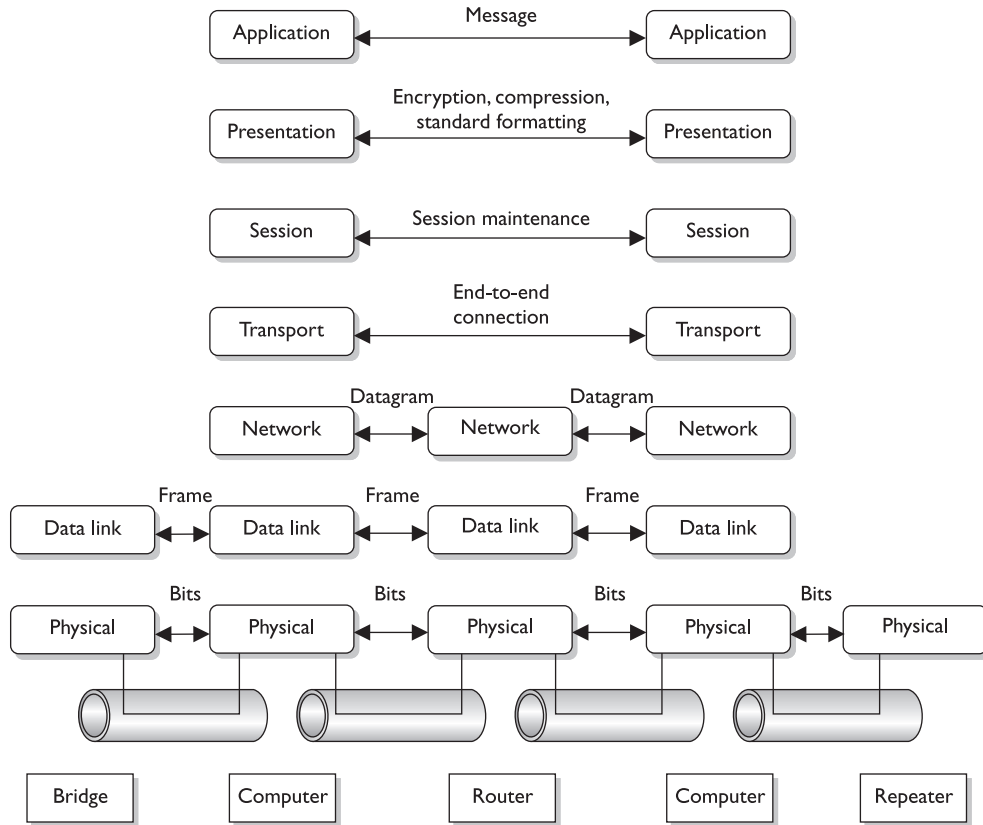 Message
Application
Application
Encryption, compression,
standard formatting
Presentation
Presentation
Session maintenance
Session
Session
End-to-end
connection
Transport
Transport
Datagram
Datagram
Network
Network
Network
Frame
Frame
Frame
Data link
Data link
Data link
Data link
Bits
Bits
Bits
Bits
Physical
Physical
Physical
Physical
Physical
Bridge
Computer
Router
Computer
Repeater